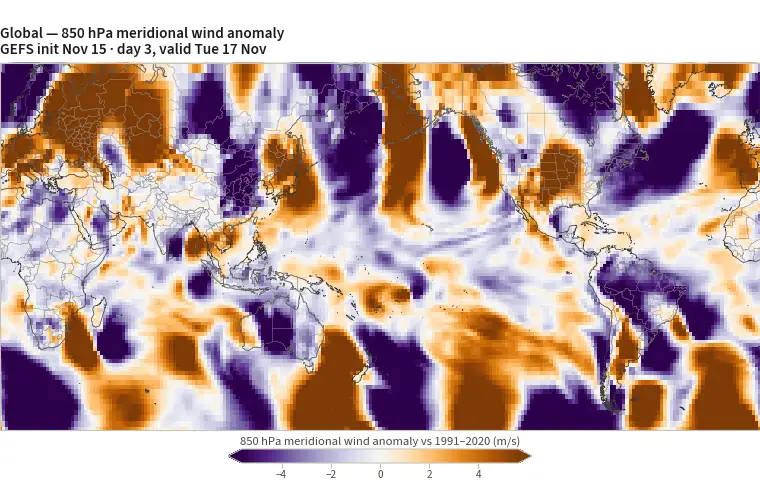 Global — 850 hPa meridional wind anomaly
GEFS init Nov 15 · day 3, valid Tue 17 Nov
850 hPa meridional wind anomaly vs 1991–2020 (m/s)
−4 −2 0 2 4